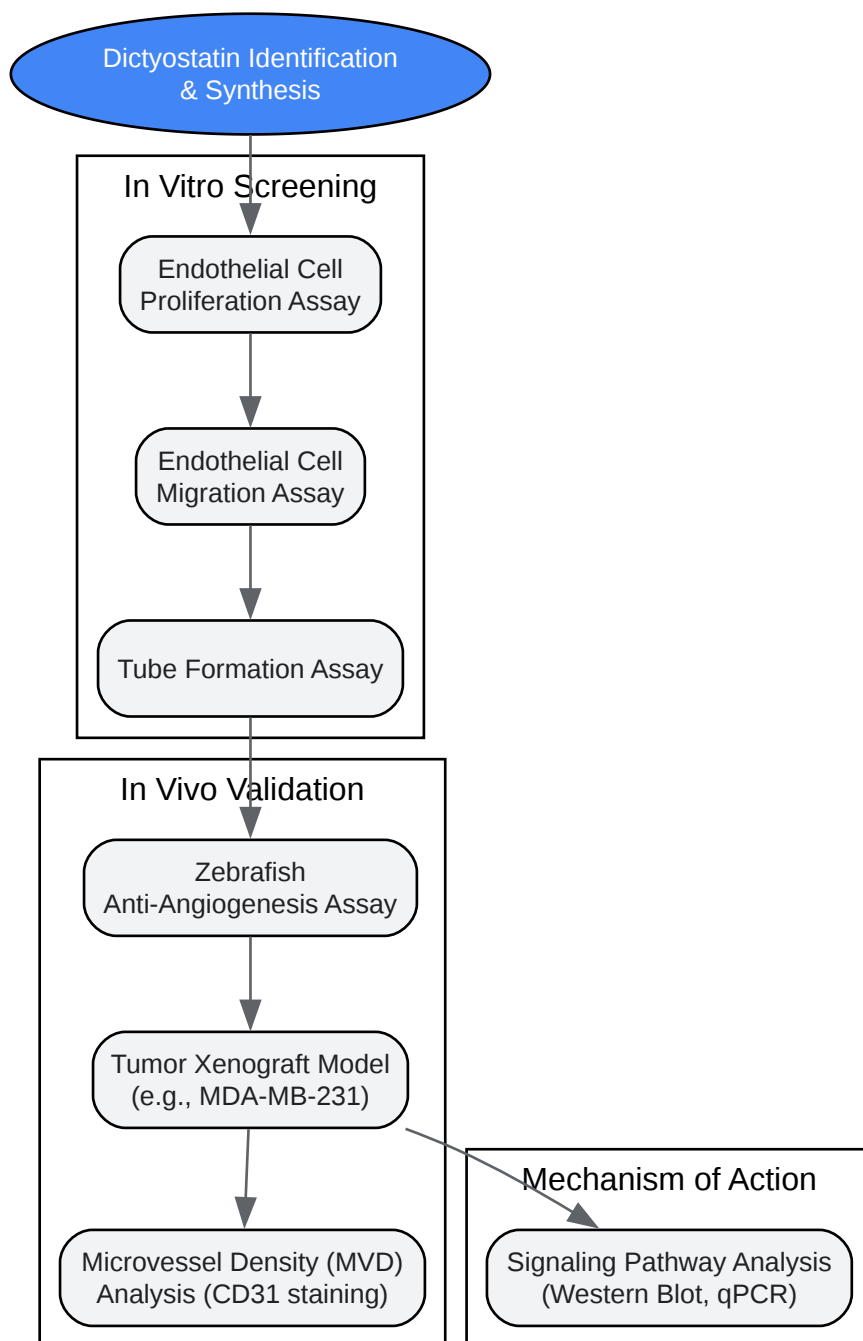 Dictyostatin Identification
& Synthesis
In Vitro Screening
Endothelial Cell
Proliferation Assay
Endothelial Cell
Migration Assay
Tube Formation Assay
In Vivo Validation
Zebrafish
Anti-Angiogenesis Assay
Tumor Xenograft Model
(e.g., MDA-MB-231)
Microvessel Density (MVD)
Analysis (CD31 staining)
Mechanism of Action
Signaling Pathway Analysis
(Western Blot, qPCR)